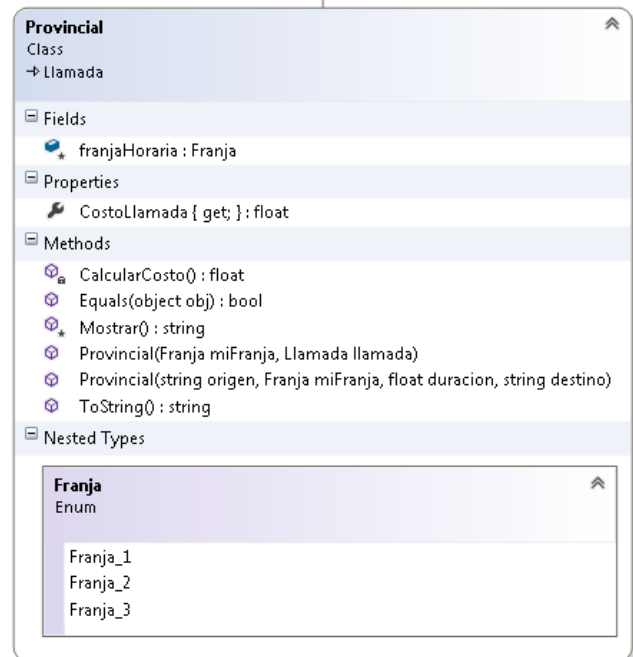 Provincial
Class
Llamada
Fields
franjaHoraria : Franja
Properties
CostoLlamada { get; } : float
Methods
CalcularCosto() : float
Equals(object obj) : bool
Mostrar() : string
Provincial(Franja miFranja, Llamada llamada)
Provincial(string origen, Franja miFranja, float duracion, string destino)
ToString() : string
Nested Types
Franja
Enum
Franja_1
Franja_2
Franja_3